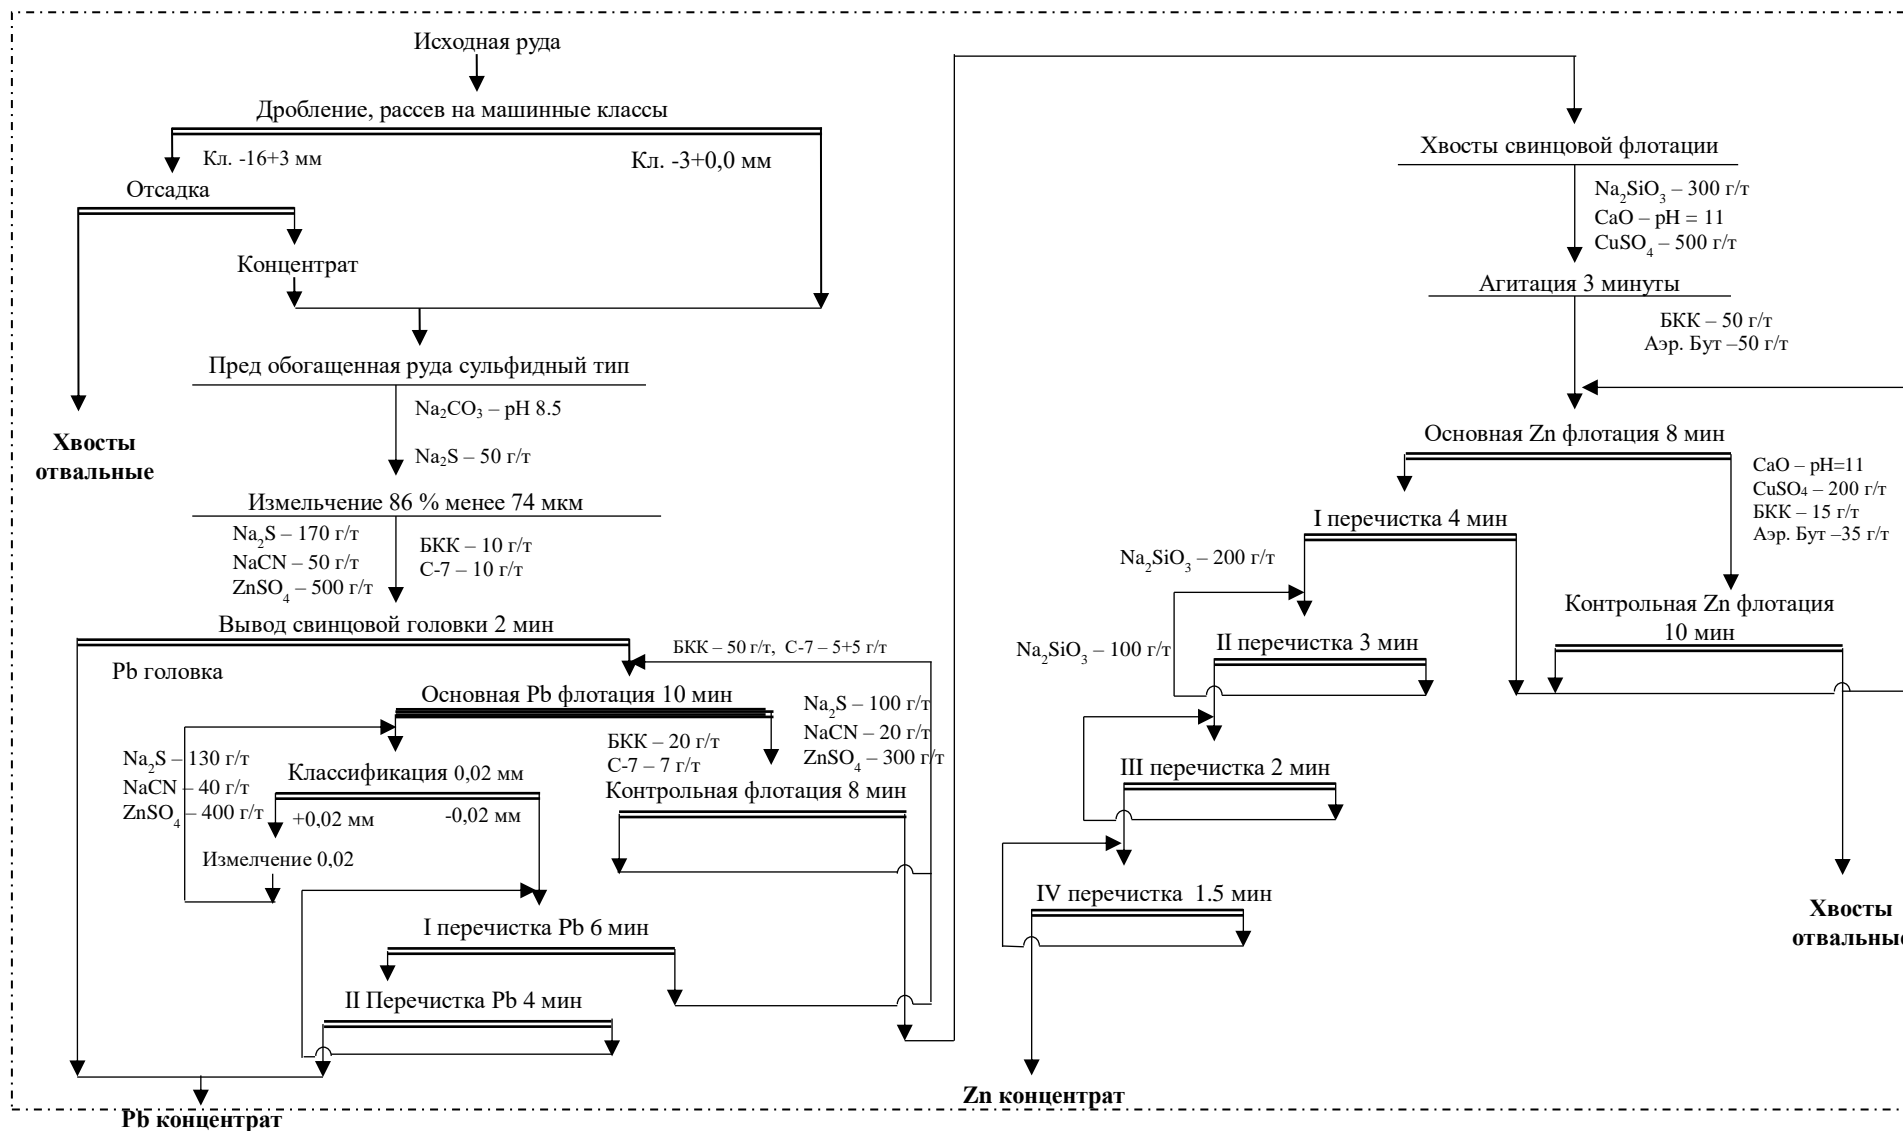 Исходная руда
Дробление, рассев на машинные классы
Кл. -16+3 мм
Кл. -3+0,0 мм
Отсадка
Концентрат
Пред обогащенная руда сульфидный тип
Na₂CO₃ – pH 8.5
Na₂S – 50 г/т
Хвосты
отвальные
Измельчение 86 % менее 74 мкм
Na₂S – 170 г/т
NaCN – 50 г/т
ZnSO₄ – 500 г/т
БКК – 10 г/т
С-7 – 10 г/т
Вывод свинцовой головки 2 мин
Pb головка
БКК – 50 г/т, С-7 – 5+5 г/т
Основная Pb флотация 10 мин
Na₂S – 100 г/т
NaCN – 20 г/т
ZnSO₄ – 300 г/т
БКК – 20 г/т
С-7 – 7 г/т
Na₂S – 130 г/т
NaCN – 40 г/т
ZnSO₄ – 400 г/т
Классификация 0,02 мм
+0,02 мм
-0,02 мм
Контрольная флотация 8 мин
Измелчение 0,02
I перечистка Pb 6 мин
II Перечистка Pb 4 мин
Pb концентрат
Хвосты свинцовой флотации
Na₂SiO₃ – 300 г/т
CaO – pH = 11
CuSO₄ – 500 г/т
Агитация 3 минуты
БКК – 50 г/т
Аэр. Бут –50 г/т
Основная Zn флотация 8 мин
CaO – pH=11
CuSO₄ – 200 г/т
БКК – 15 г/т
Аэр. Бут –35 г/т
I перечистка 4 мин
Na₂SiO₃ – 200 г/т
Контрольная Zn флотация
10 мин
II перечистка 3 мин
Na₂SiO₃ – 100 г/т
III перечистка 2 мин
IV перечистка 1.5 мин
Хвосты
отвальные
Zn концентрат